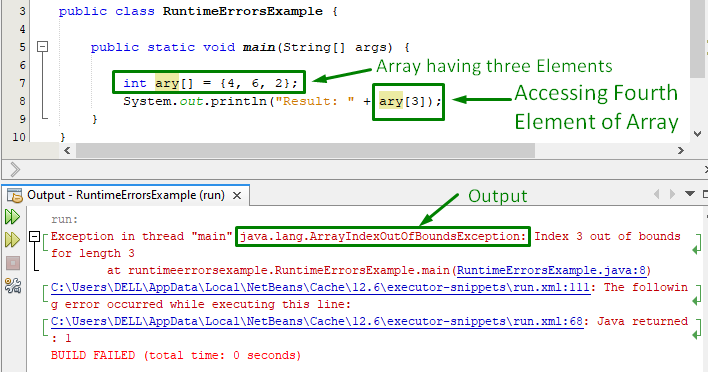 3 public class RuntimeErrorsExample {
4
5 public static void main(String[] args) {
6
7 int ary[] = {4, 6, 2};
Array having three Elements
8 System.out.println("Result: " + ary[3]);
Accessing Fourth
Element of Array
9 }
10 }
Output - RuntimeErrorsExample (run)
Output
run:
Exception in thread "main" java.lang.ArrayIndexOutOfBoundsException: Index 3 out of bounds
for length 3
at runtimeerrorsexample.RuntimeErrorsExample.main(RuntimeErrorsExample.java:8)
C:\Users\DELL\AppData\Local\NetBeans\Cache\12.6\executor-snippets\run.xml:111: The followin
g error occurred while executing this line:
C:\Users\DELL\AppData\Local\NetBeans\Cache\12.6\executor-snippets\run.xml:68: Java returned
: 1
BUILD FAILED (total time: 0 seconds)